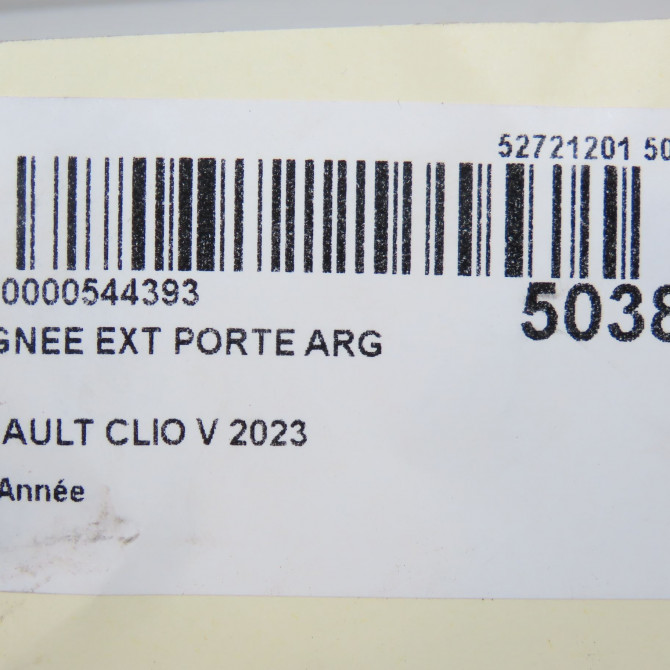 52721201 50
0000544393
5038
GNEE EXT PORTE ARG
AULT CLIO V 2023
Année